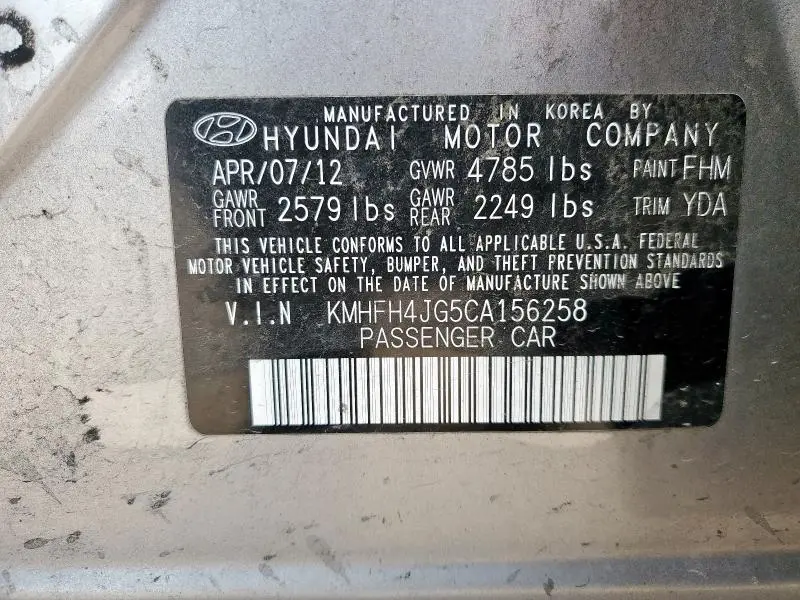 MANUFACTURED IN KOREA BY
HYUNDAI MOTOR COMPANY
APR/07/12 GVWR 4785 lbs PAINT FHM
GAWR FRONT 2579 lbs GAWR REAR 2249 lbs TRIM YDA
THIS VEHICLE CONFORMS TO ALL APPLICABLE U.S.A. FEDERAL
MOTOR VEHICLE SAFETY, BUMPER, AND THEFT PREVENTION STANDARDS
IN EFFECT ON THE DATE OF MANUFACTURE SHOWN ABOVE
V.I.N KMHFH4JG5CA156258
PASSENGER CAR